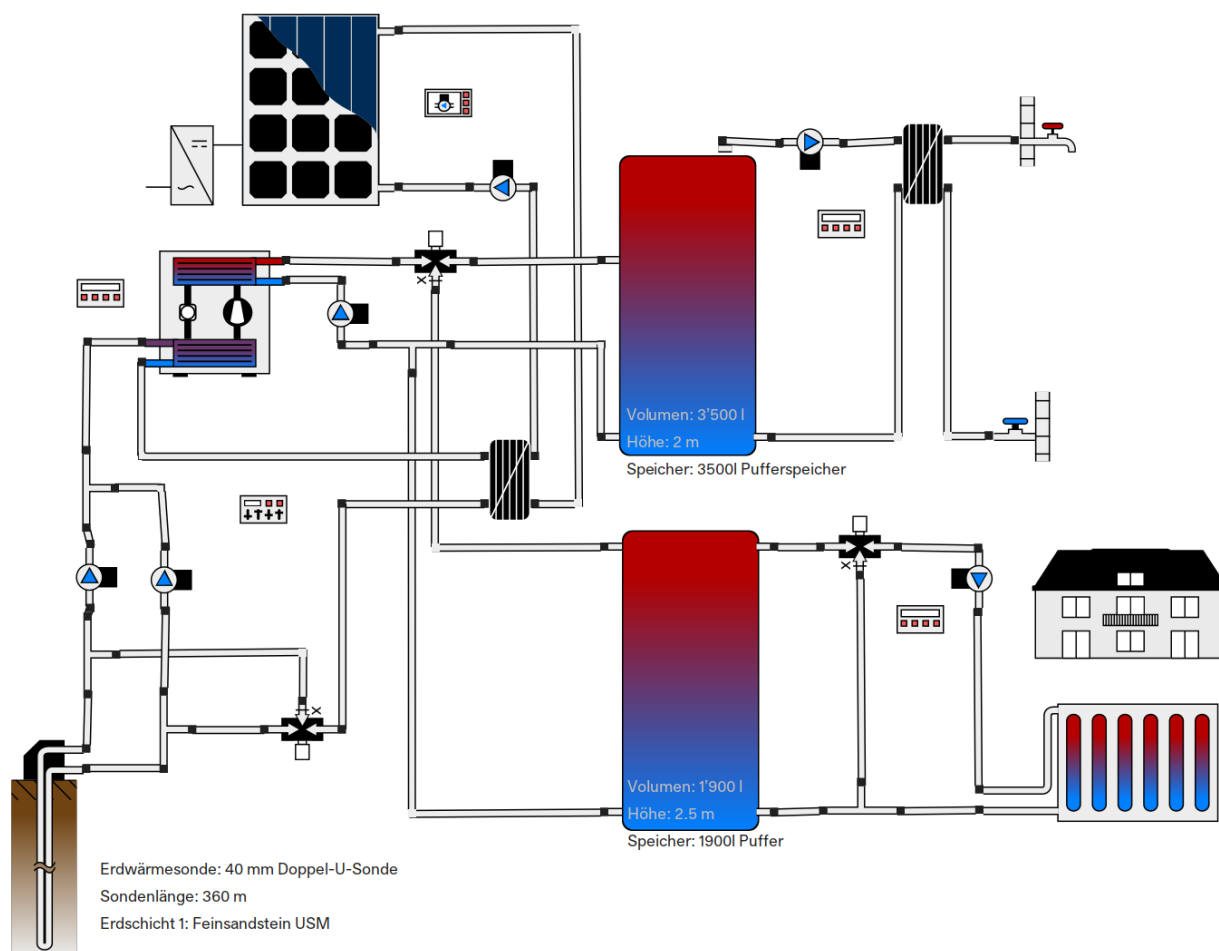 Volumen: 3'500 l
Höhe: 2 m
Speicher: 3500l Pufferspeicher
X
X
X
Volumen: 1'900 l
Höhe: 2.5 m
Speicher: 1900l Puffer
Erdwärmesonde: 40 mm Doppel-U-Sonde
Sondenlänge: 360 m
Erdschicht 1: Feinsandstein USM